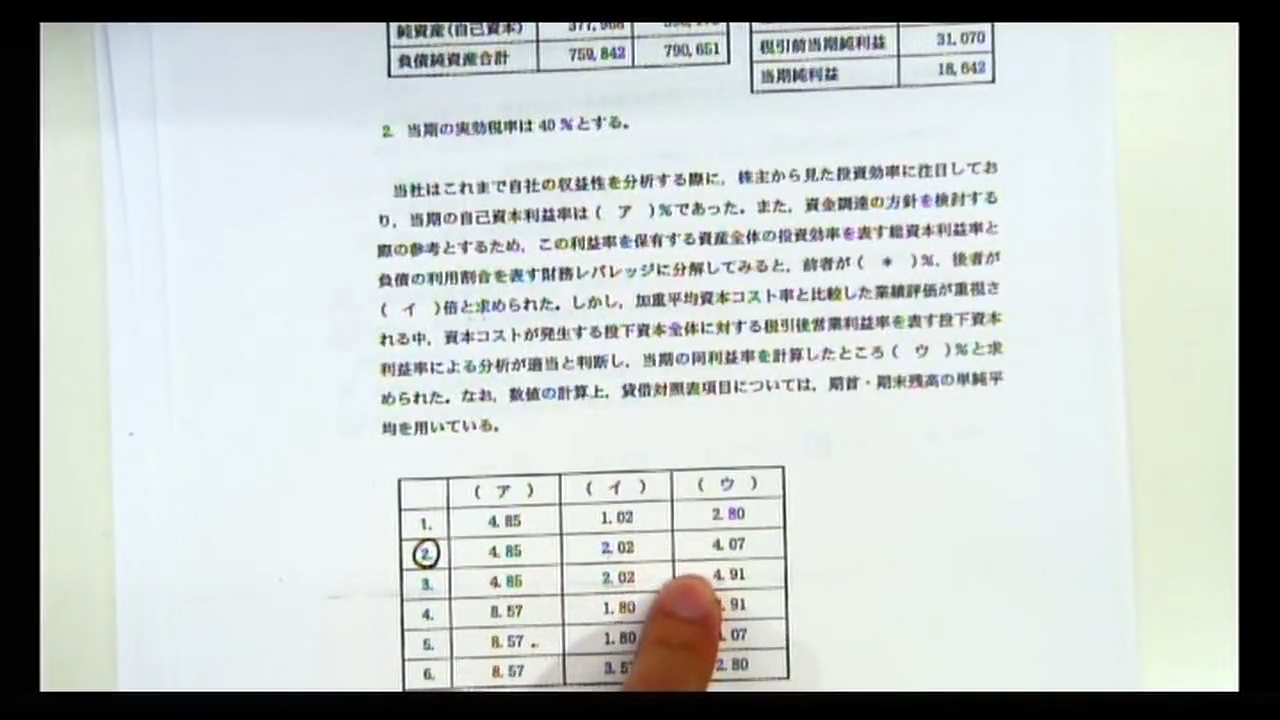 純資産(自己資本) 377,
負債純資産合計 759,842 790,651
税引前当期純利益 31,070
当期純利益 18,642
2. 当期の実効税率は40%とする。
当社はこれまで自社の収益性を分析する際に,株主から見た投資効率に注目してお
り,当期の自己資本利益率は( ア )%であった。また,資金調達の方針を検討する
際の参考とするため,この利益率を保有する資産全体の投資効率を表す総資本利益率と
負債の利用割合を表す財務レバレッジに分解してみると,前者が( * )%,後者が
( イ )倍と求められた。しかし,加重平均資本コスト率と比較した業績評価が重視さ
れる中,資本コストが発生する投下資本全体に対する税引後営業利益率を表す投下資本
利益率による分析が適当と判断し,当期の同利益率を計算したところ( ウ )%と求
められた。なお,数値の計算上,貸借対照表項目については,期首・期末残高の単純平
均を用いている。
( ア ) ( イ ) ( ウ )
1. 4.85 1.02 2.80
2. 4.85 2.02 4.07
3. 4.85 2.02 4.91
4. 8.57 1.80 .91
5. 8.57 1.80 .07
6. 8.57 3.5 2.80